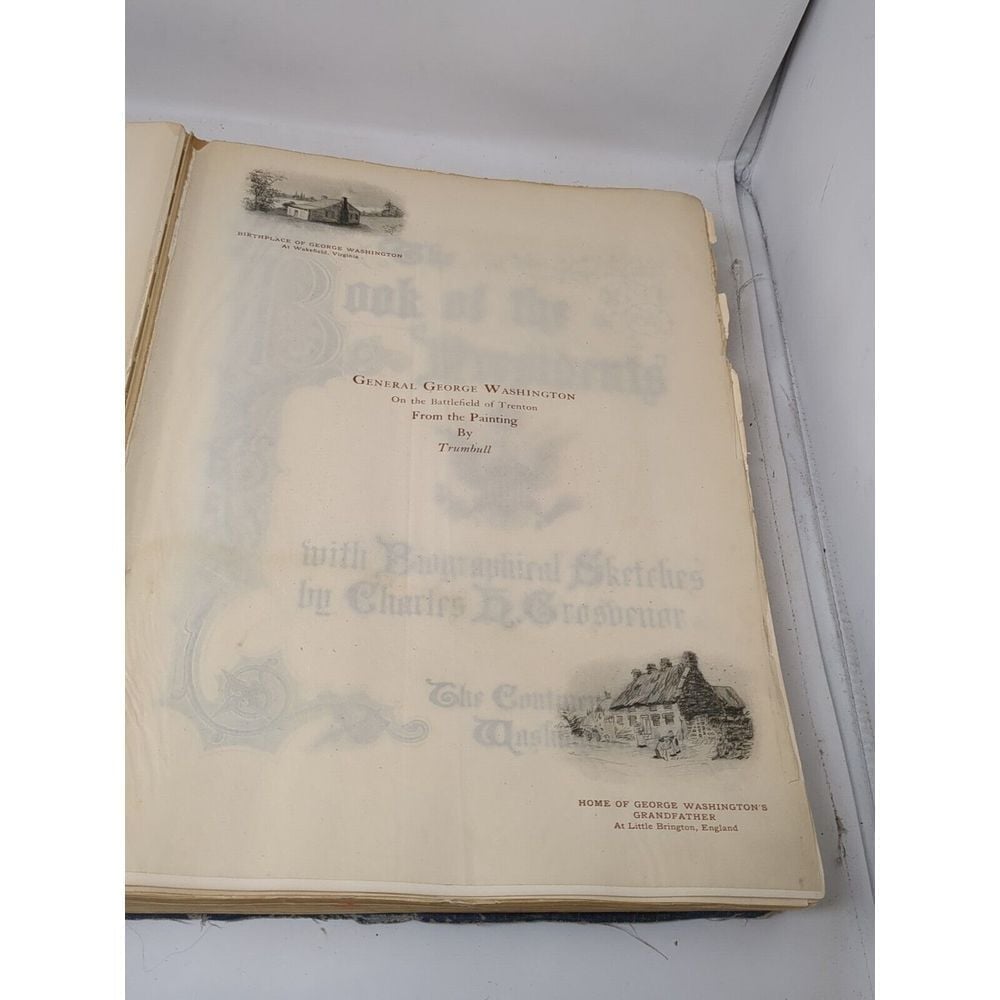 BIRTHPLACE OF GEORGE WASHINGTON
At Wakefield, Virginia
The
Book of the
Presidents
GENERAL GEORGE WASHINGTON
On the Battlefield of Trenton
From the Painting
By
Trumbull
with Biographical Sketches
by Charles H. Grosvenor
The
HOME OF GEORGE WASHINGTON'S
GRANDFATHER
At Little Brington, England